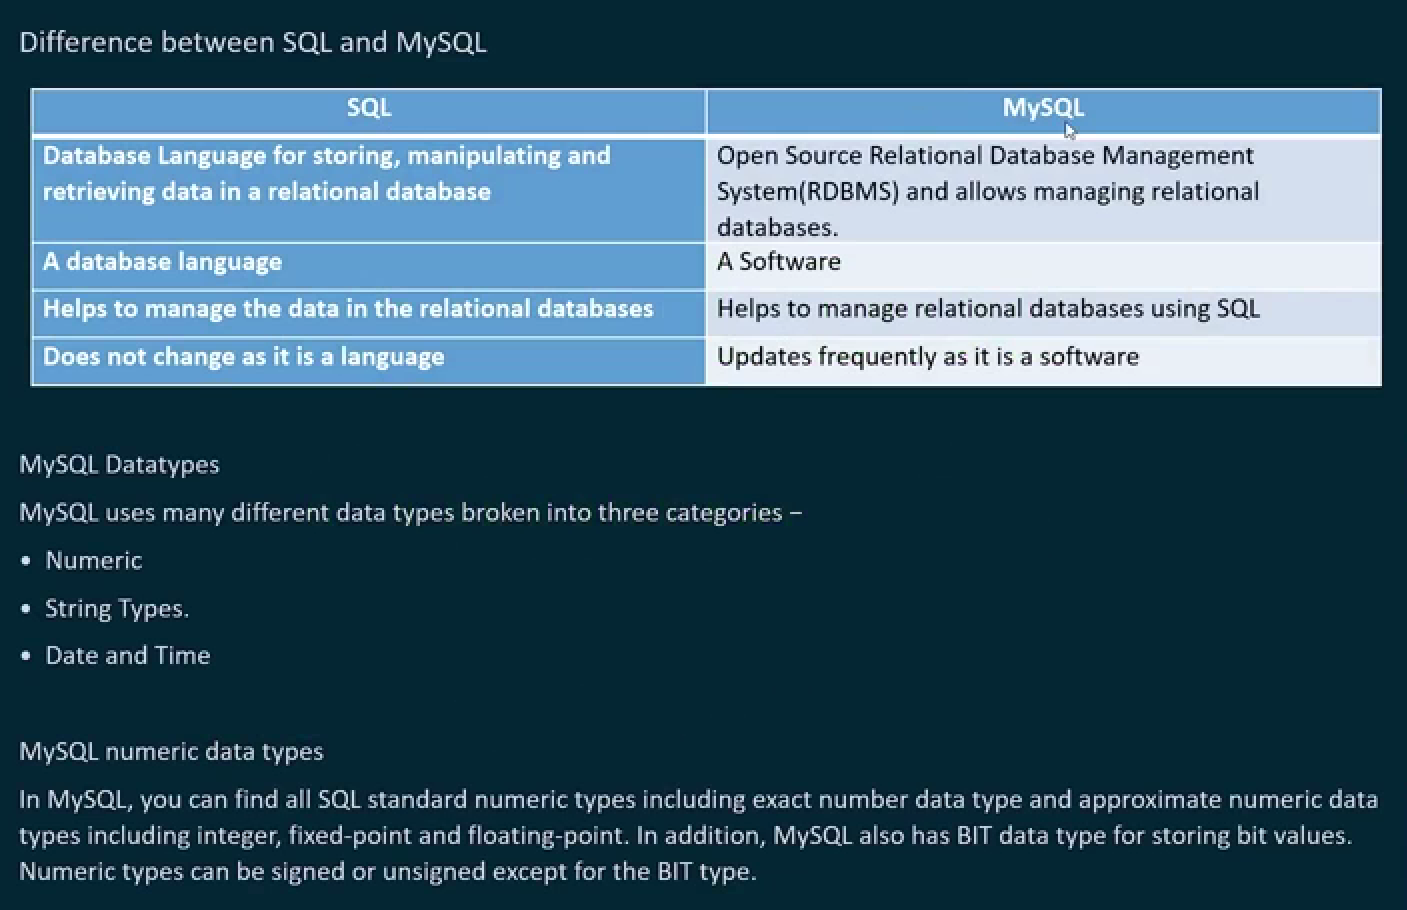 Difference between SQL and MySQL
SQL
MySQL
Database Language for storing, manipulating and
retrieving data in a relational database
Open Source Relational Database Management
System(RDBMS) and allows managing relational
databases.
A database language
A Software
Helps to manage the data in the relational databases
Helps to manage relational databases using SQL
Does not change as it is a language
Updates frequently as it is a software
MySQL Datatypes
MySQL uses many different data types broken into three categories –
• Numeric
• String Types.
• Date and Time
MySQL numeric data types
In MySQL, you can find all SQL standard numeric types including exact number data type and approximate numeric data
types including integer, fixed-point and floating-point. In addition, MySQL also has BIT data type for storing bit values.
Numeric types can be signed or unsigned except for the BIT type.